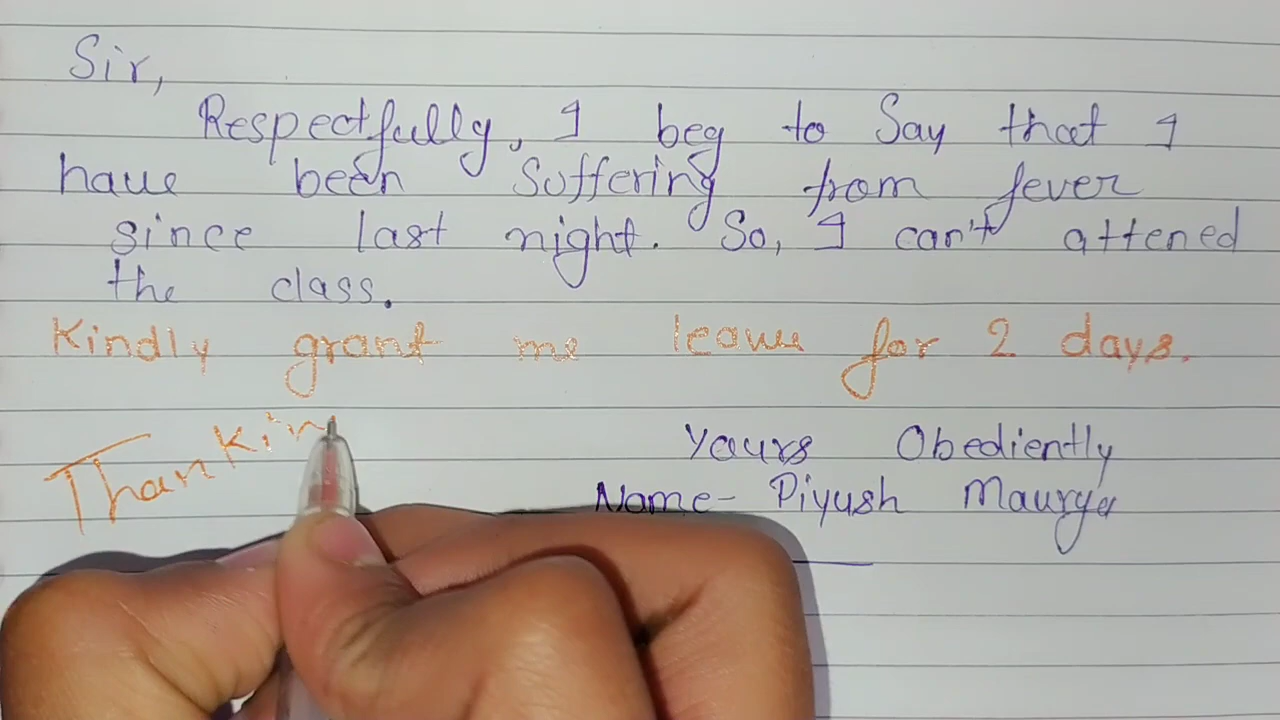 Sir,
Respectfully, I beg to Say that I
have been Suffering from fever
since last night. So, I can't attened
the class.
Kindly grant me leave for 2 days.
Thankin
Yours Obediently
Name- Piyush Maurya